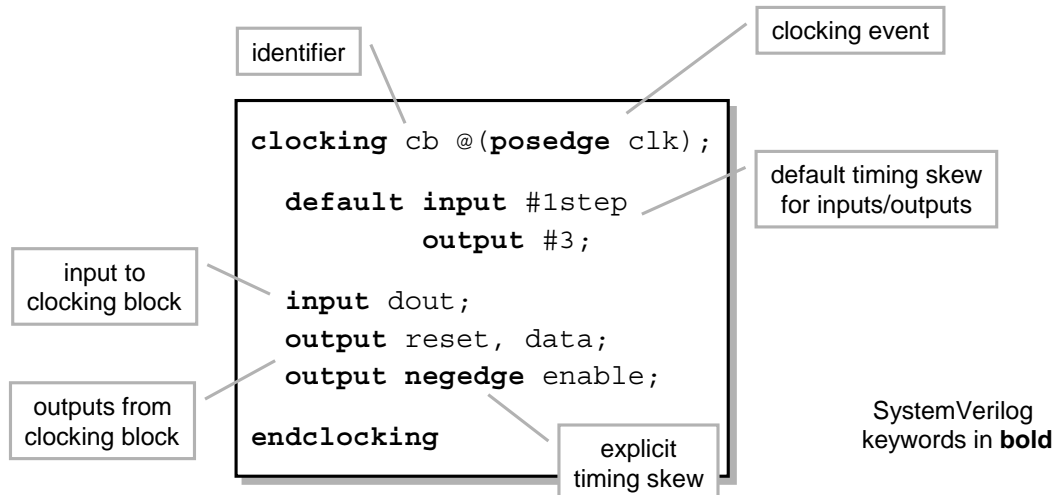 identifier
clocking event
clocking cb @(posedge clk);
default input #1step
output #3;
default timing skew
for inputs/outputs
input to
clocking block
input dout;
output reset, data;
output negedge enable;
outputs from
clocking block
endclocking
explicit
timing skew
SystemVerilog
keywords in bold